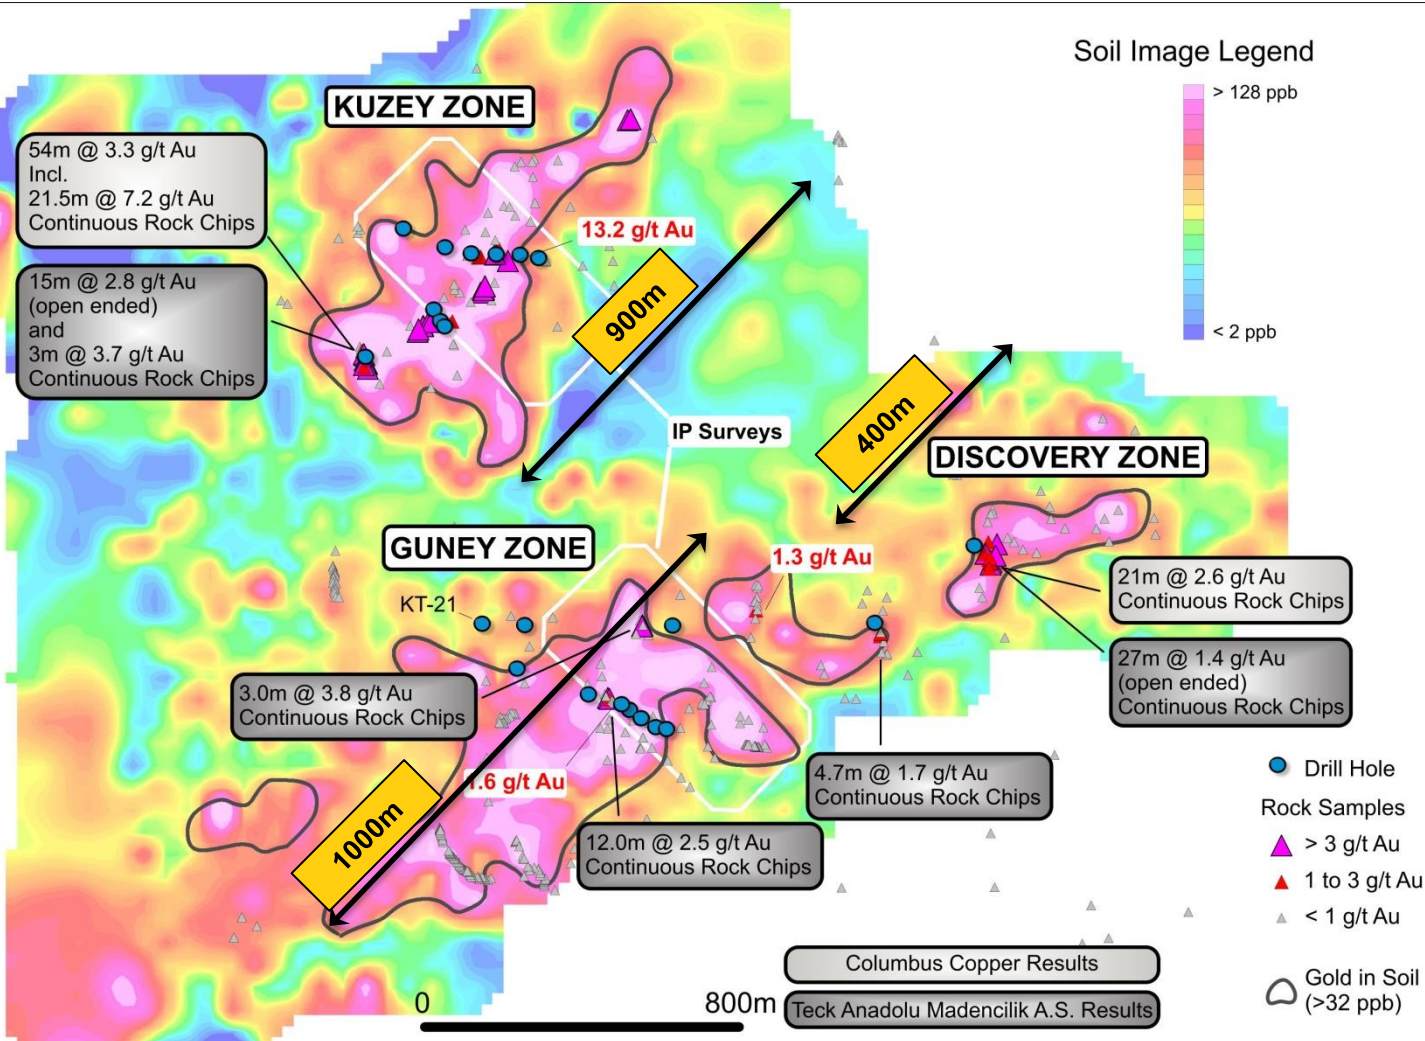 Soil Image Legend
> 128 ppb
< 2 ppb
KUZEY ZONE
54m @ 3.3 g/t Au
Incl.
21.5m @ 7.2 g/t Au
Continuous Rock Chips
15m @ 2.8 g/t Au
(open ended)
and
3m @ 3.7 g/t Au
Continuous Rock Chips
13.2 g/t Au
900m
400m
IP Surveys
DISCOVERY ZONE
GUNEY ZONE
KT-21
1.3 g/t Au
21m @ 2.6 g/t Au
Continuous Rock Chips
27m @ 1.4 g/t Au
(open ended)
Continuous Rock Chips
3.0m @ 3.8 g/t Au
Continuous Rock Chips
1.6 g/t Au
1000m
4.7m @ 1.7 g/t Au
Continuous Rock Chips
12.0m @ 2.5 g/t Au
Continuous Rock Chips
Drill Hole
Rock Samples
> 3 g/t Au
1 to 3 g/t Au
< 1 g/t Au
Gold in Soil
(>32 ppb)
0 800m
Columbus Copper Results
Teck Anadolu Madencilik A.S. Results